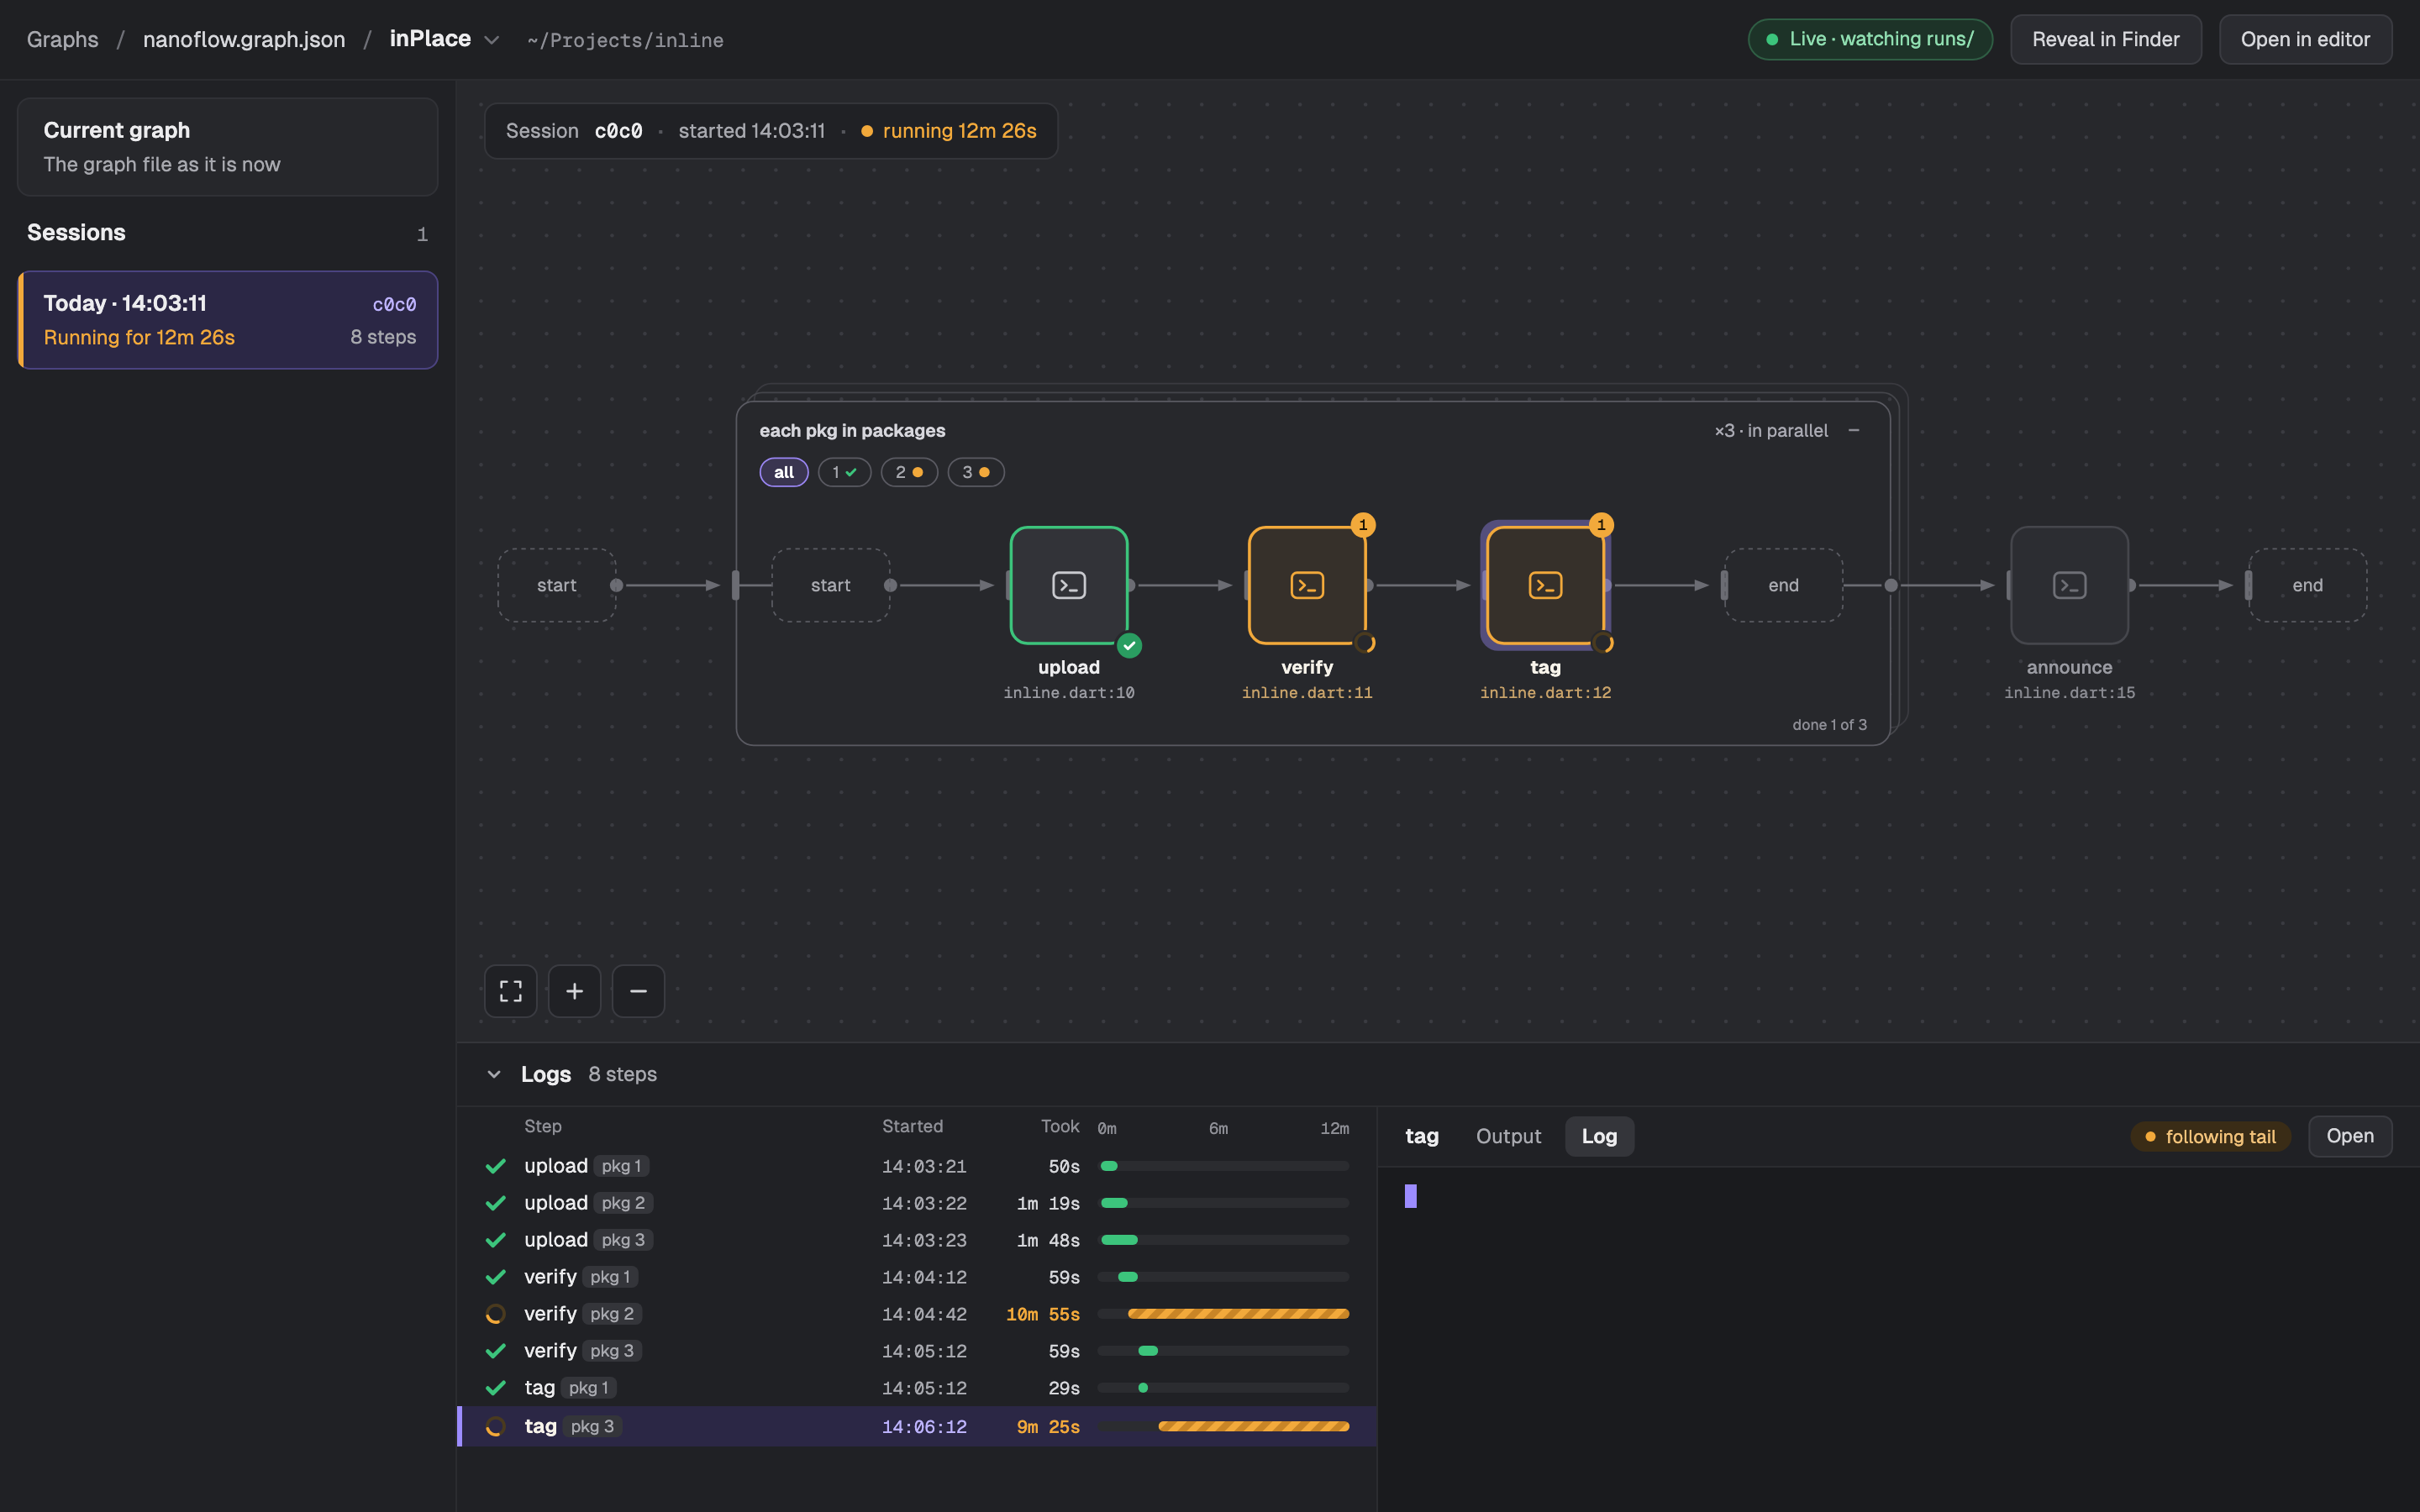 Graphs / nanoflow.graph.json / inPlace ~/Projects/inline
Live · watching runs/
Reveal in Finder
Open in editor
Current graph
The graph file as it is now
Sessions 1
Today · 14:03:11 c0c0
Running for 12m 26s 8 steps
Session c0c0 · started 14:03:11 · running 12m 26s
each pkg in packages
×3 · in parallel
all 1 2 3
1
1
start
start
end
end
upload
inline.dart:10
verify
inline.dart:11
tag
inline.dart:12
announce
inline.dart:15
done 1 of 3
Logs 8 steps
Step Started Took 0m 6m 12m
upload pkg 1 14:03:21 50s
upload pkg 2 14:03:22 1m 19s
upload pkg 3 14:03:23 1m 48s
verify pkg 1 14:04:12 59s
verify pkg 2 14:04:42 10m 55s
verify pkg 3 14:05:12 59s
tag pkg 1 14:05:12 29s
tag pkg 3 14:06:12 9m 25s
tag Output Log
following tail
Open